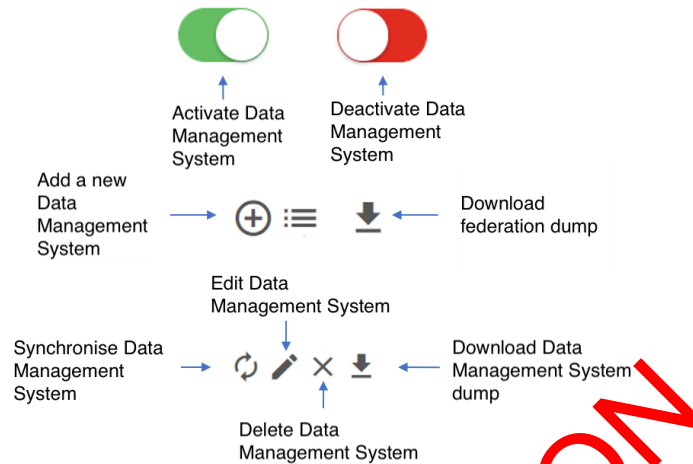 Activate Data
Management
System
Deactivate Data
Management
System
Add a new
Data
Management
System
Download
federation dump
Edit Data
Management System
Synchronise Data
Management
System
Download Data
Management System
dump
Delete Data
Management System
ON